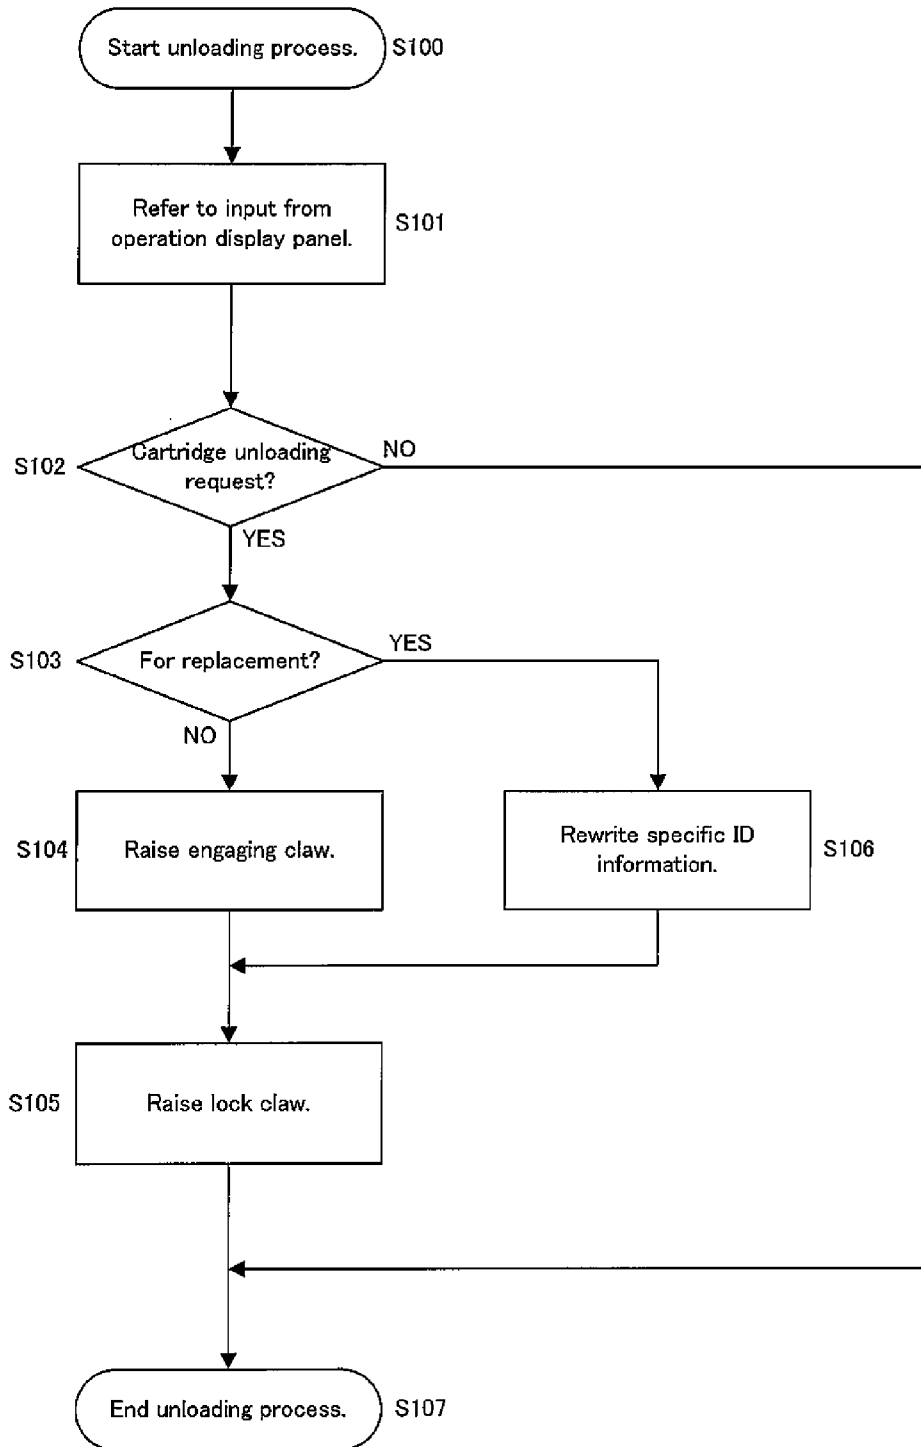 Start unloading process.
S100
Refer to input from
operation display panel.
S101
Cartridge unloading
request?
S102
NO
YES
For replacement?
S103
YES
NO
Raise engaging claw.
S104
Rewrite specific ID
information.
S106
Raise lock claw.
S105
End unloading process.
S107